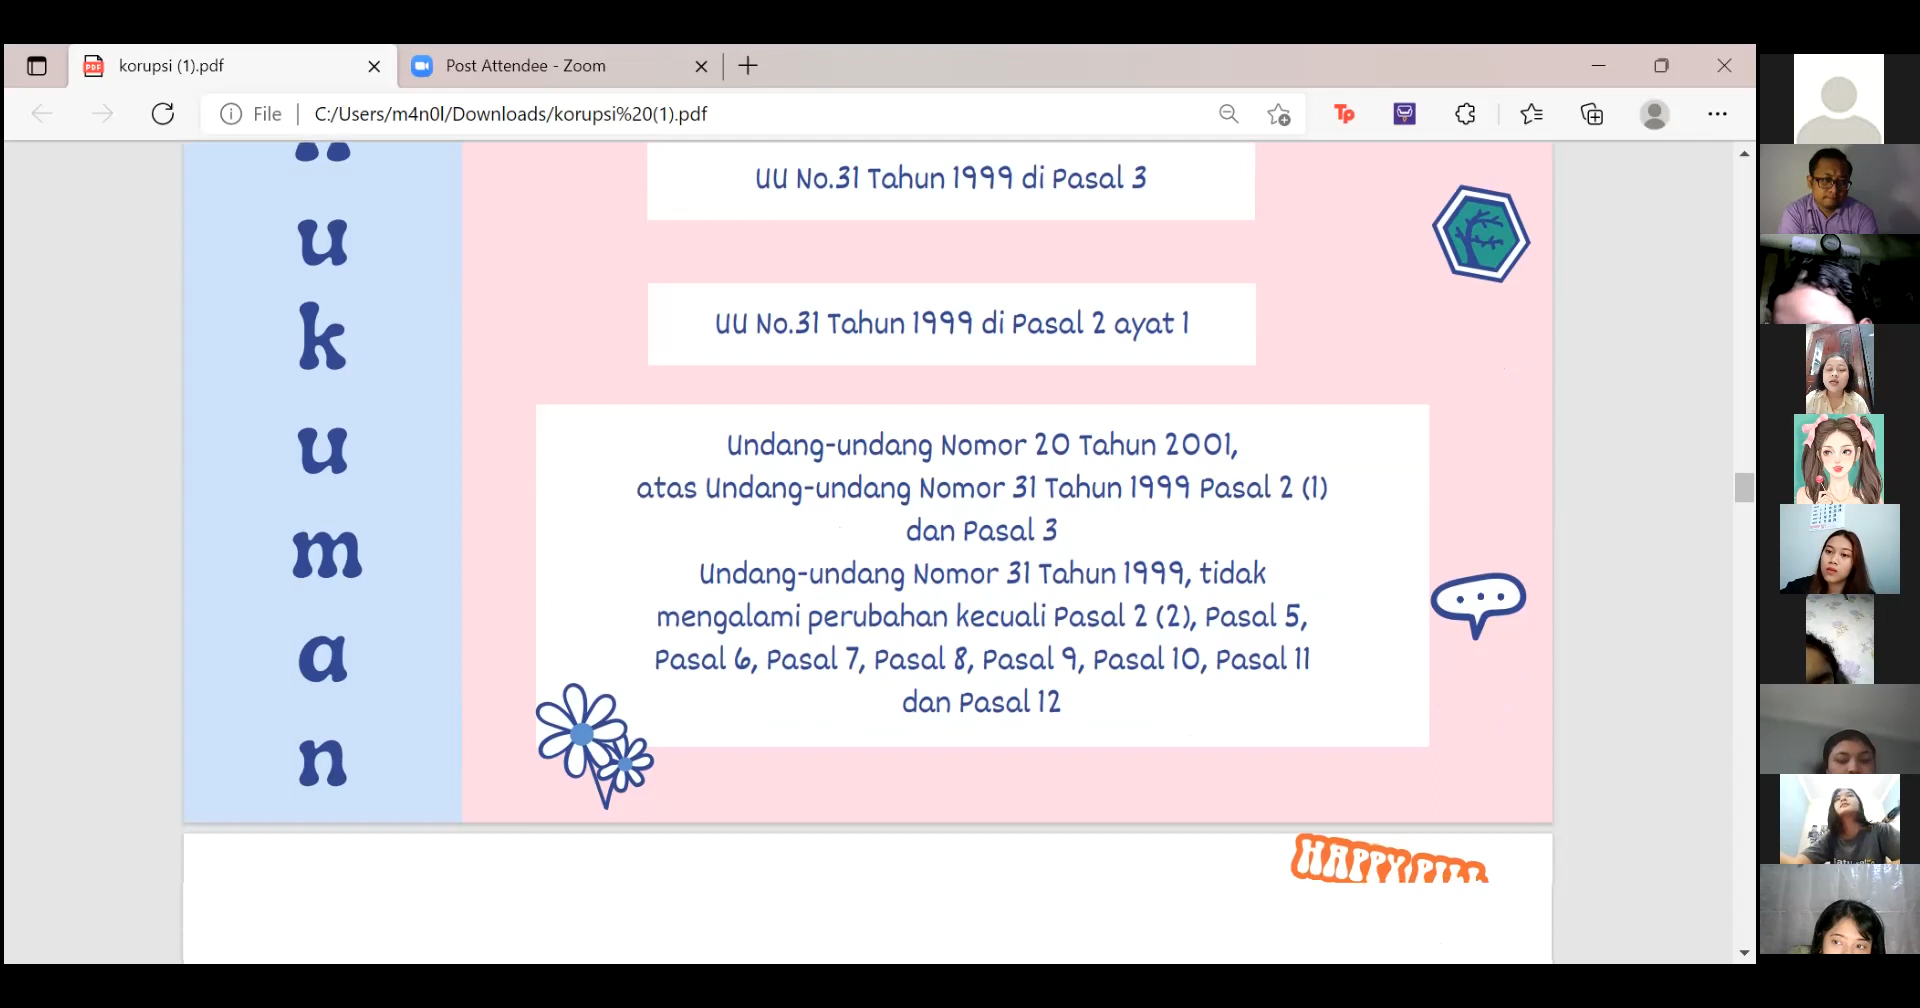 korupsi (1).pdf
Post Attendee - Zoom
File
C:/Users/m4n0l/Downloads/korupsi%20(1).pdf
u
k
u
m
a
n
UU No.31 Tahun 1999 di Pasal 3
UU No.31 Tahun 1999 di Pasal 2 ayat 1
Undang-undang Nomor 20 Tahun 2001,
atas Undang-undang Nomor 31 Tahun 1999 Pasal 2 (1)
dan Pasal 3
Undang-undang Nomor 31 Tahun 1999, tidak
mengalami perubahan kecuali Pasal 2 (2), Pasal 5,
Pasal 6, Pasal 7, Pasal 8, Pasal 9, Pasal 10, Pasal 11
dan Pasal 12
HAPPY